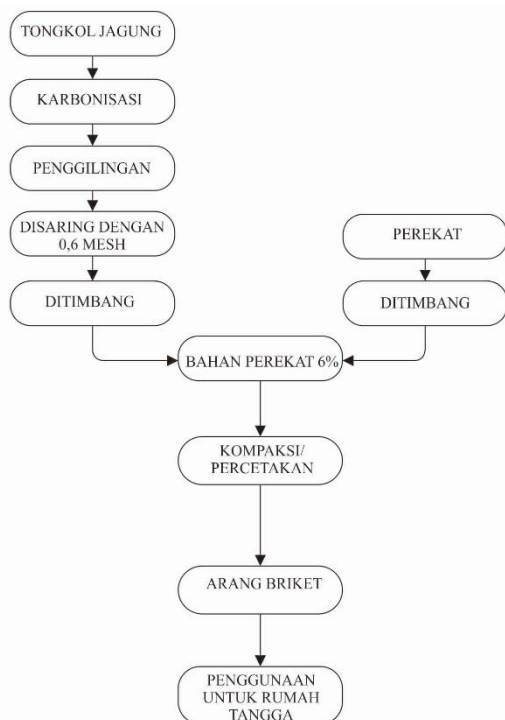 TONGKOL JAGUNG
KARBONISASI
PENGGILINGAN
DISARING DENGAN
0,6 MESH
DITIMBANG
PEREKAT
DITIMBANG
BAHAN PEREKAT 6%
KOMPAKSI/
PERCETAKAN
ARANG BRIKET
PENGGUNAAN
UNTUK RUMAH
TANGGA